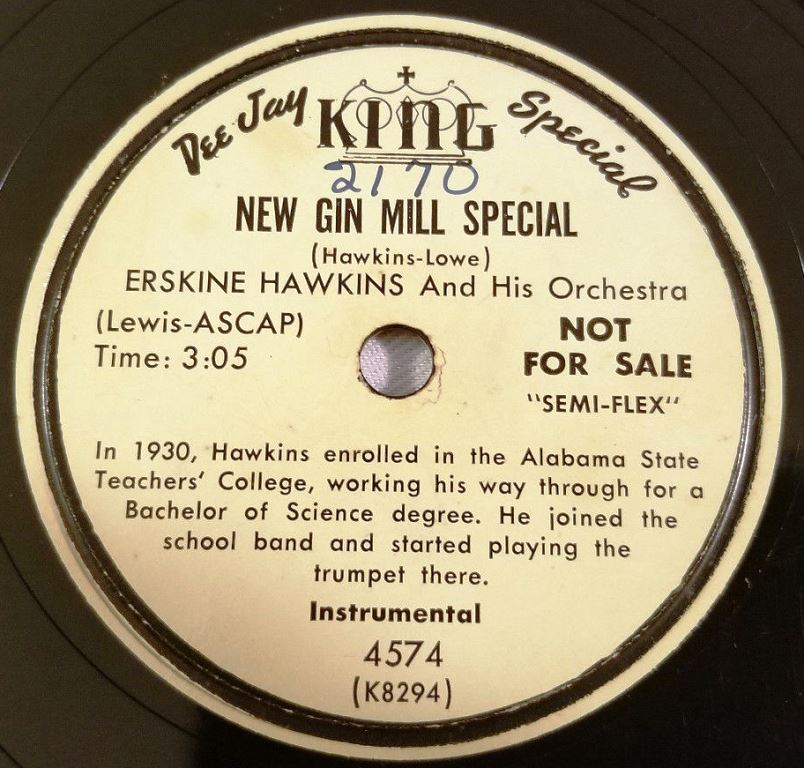 Dee Jay KING Special
2170
NEW GIN MILL SPECIAL
(Hawkins-Lowe)
ERSKINE HAWKINS And His Orchestra
(Lewis-ASCAP)
Time: 3:05
NOT
FOR SALE
"SEMI-FLEX"
In 1930, Hawkins enrolled in the Alabama State
Teachers' College, working his way through for a
Bachelor of Science degree. He joined the
school band and started playing the
trumpet there.
Instrumental
4574
(K8294)